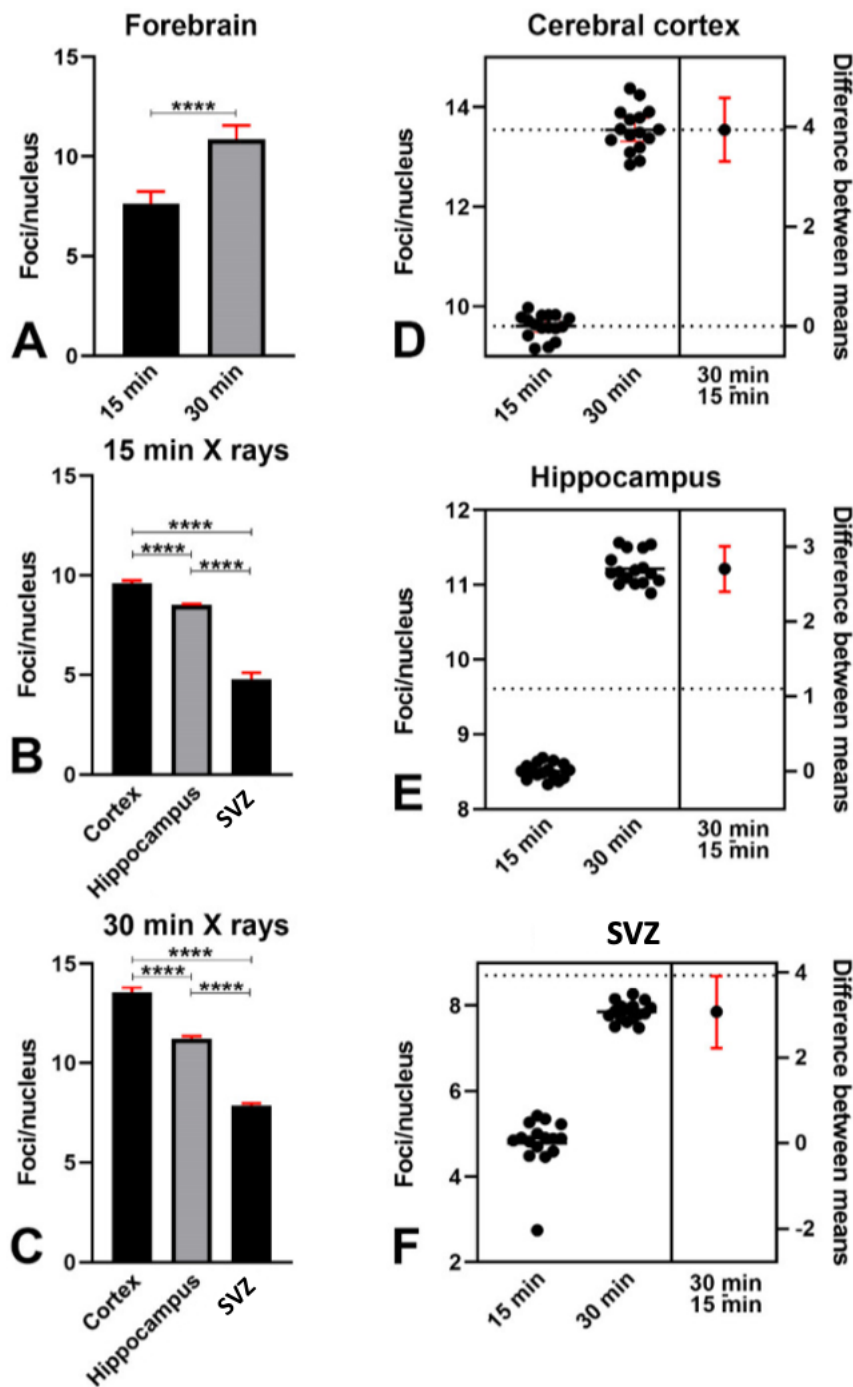 Forebrain
15
10
5
0
Foci/nucleus
****
15 min
30 min
A
15 min X rays
15
10
5
0
Foci/nucleus
****
**** ****
Cortex
Hippocampus
SVZ
B
30 min X rays
15
10
5
0
Foci/nucleus
****
**** ****
Cortex
Hippocampus
SVZ
C
Cerebral cortex
14
12
10
Foci/nucleus
4
2
0
Difference between means
15 min
30 min
30 min
15 min
D
Hippocampus
12
11
10
9
8
Foci/nucleus
3
2
1
0
Difference between means
15 min
30 min
30 min
15 min
E
SVZ
8
6
4
2
Foci/nucleus
4
2
0
-2
Difference between means
15 min
30 min
30 min
15 min
F